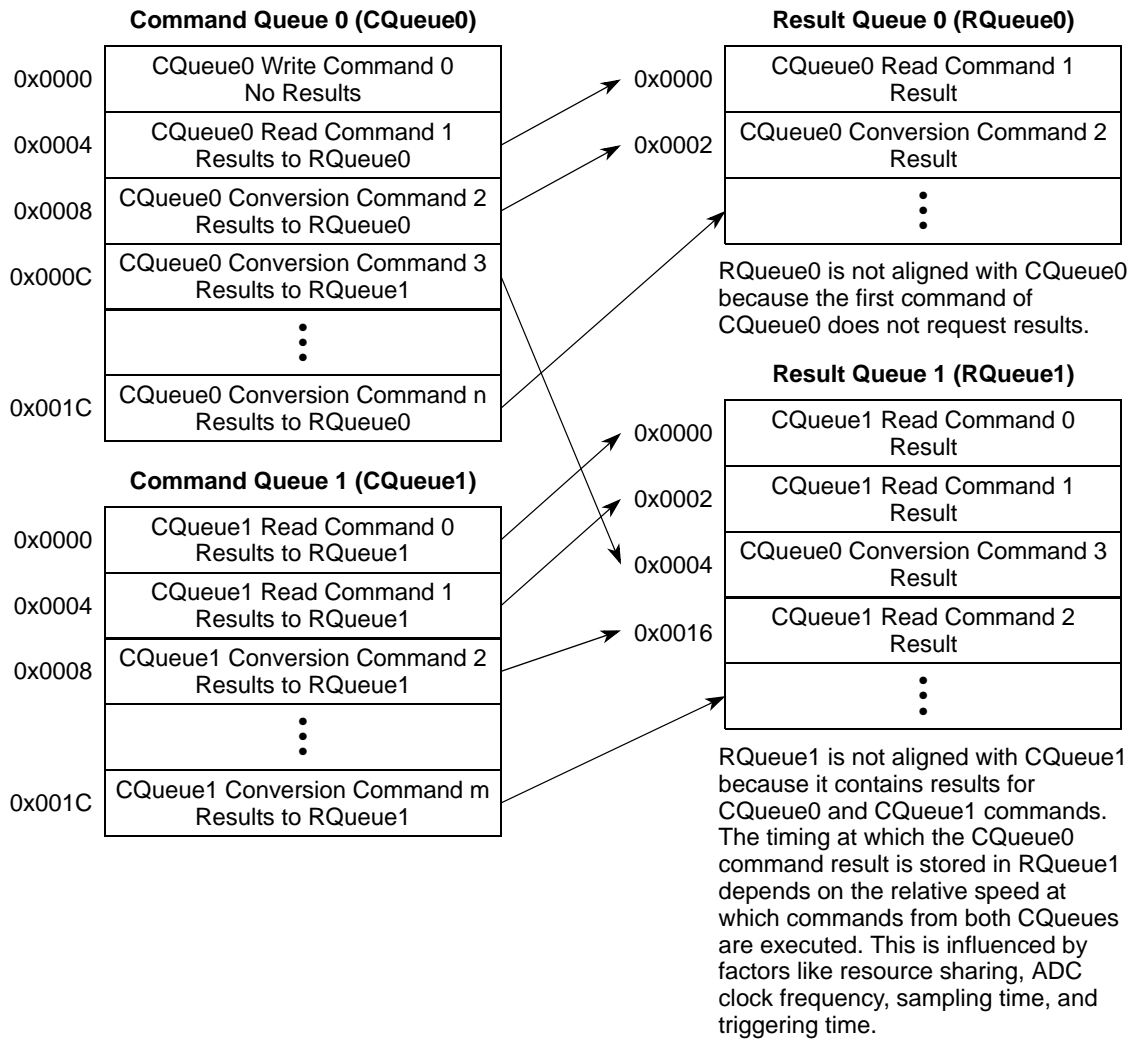 Command Queue 0 (CQueue0)
0x0000
CQueue0 Write Command 0
No Results
0x0004
CQueue0 Read Command 1
Results to RQueue0
0x0008
CQueue0 Conversion Command 2
Results to RQueue0
0x000C
CQueue0 Conversion Command 3
Results to RQueue1
0x001C
CQueue0 Conversion Command n
Results to RQueue0
Command Queue 1 (CQueue1)
0x0000
CQueue1 Read Command 0
Results to RQueue1
0x0004
CQueue1 Read Command 1
Results to RQueue1
0x0008
CQueue1 Conversion Command 2
Results to RQueue1
0x001C
CQueue1 Conversion Command m
Results to RQueue1
Result Queue 0 (RQueue0)
0x0000
CQueue0 Read Command 1
Result
0x0002
CQueue0 Conversion Command 2
Result
RQueue0 is not aligned with CQueue0
because the first command of
CQueue0 does not request results.
Result Queue 1 (RQueue1)
0x0000
CQueue1 Read Command 0
Result
0x0002
CQueue1 Read Command 1
Result
0x0004
CQueue0 Conversion Command 3
Result
0x0016
CQueue1 Read Command 2
Result
RQueue1 is not aligned with CQueue1
because it contains results for
CQueue0 and CQueue1 commands.
The timing at which the CQueue0
command result is stored in RQueue1
depends on the relative speed at
which commands from both CQueues
are executed. This is influenced by
factors like resource sharing, ADC
clock frequency, sampling time, and
triggering time.